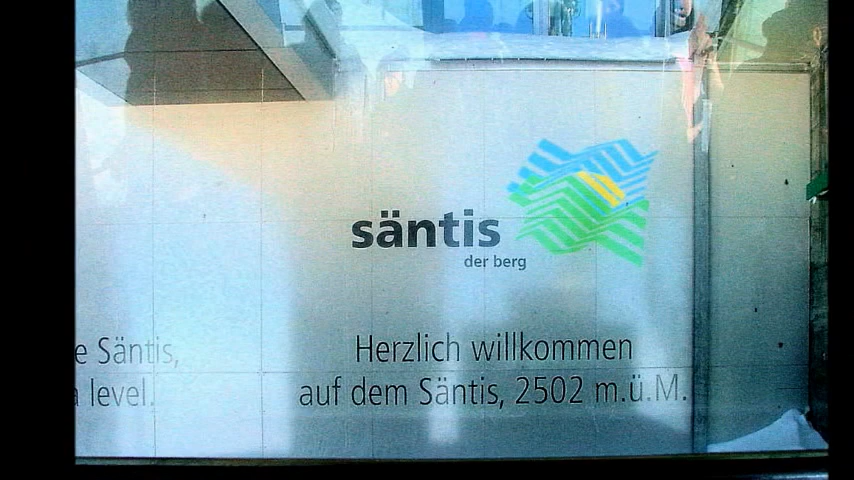 säntis
der berg
e Säntis,
level.
Herzlich willkommen
auf dem Säntis, 2502 m.ü.M.